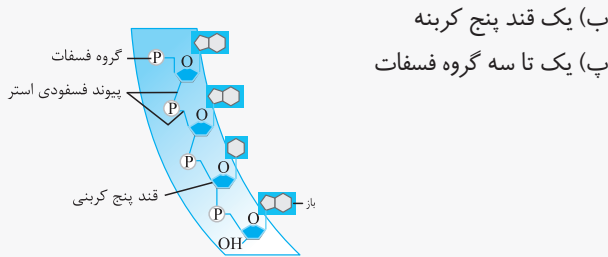 ب) یک قند پنج کربنه
پ) یک تا سه گروه فسفات
گروه فسفات
پیوند فسفودی استر
قند پنج کربنی
باز
P
O
P
O
P
O
P
O
OH